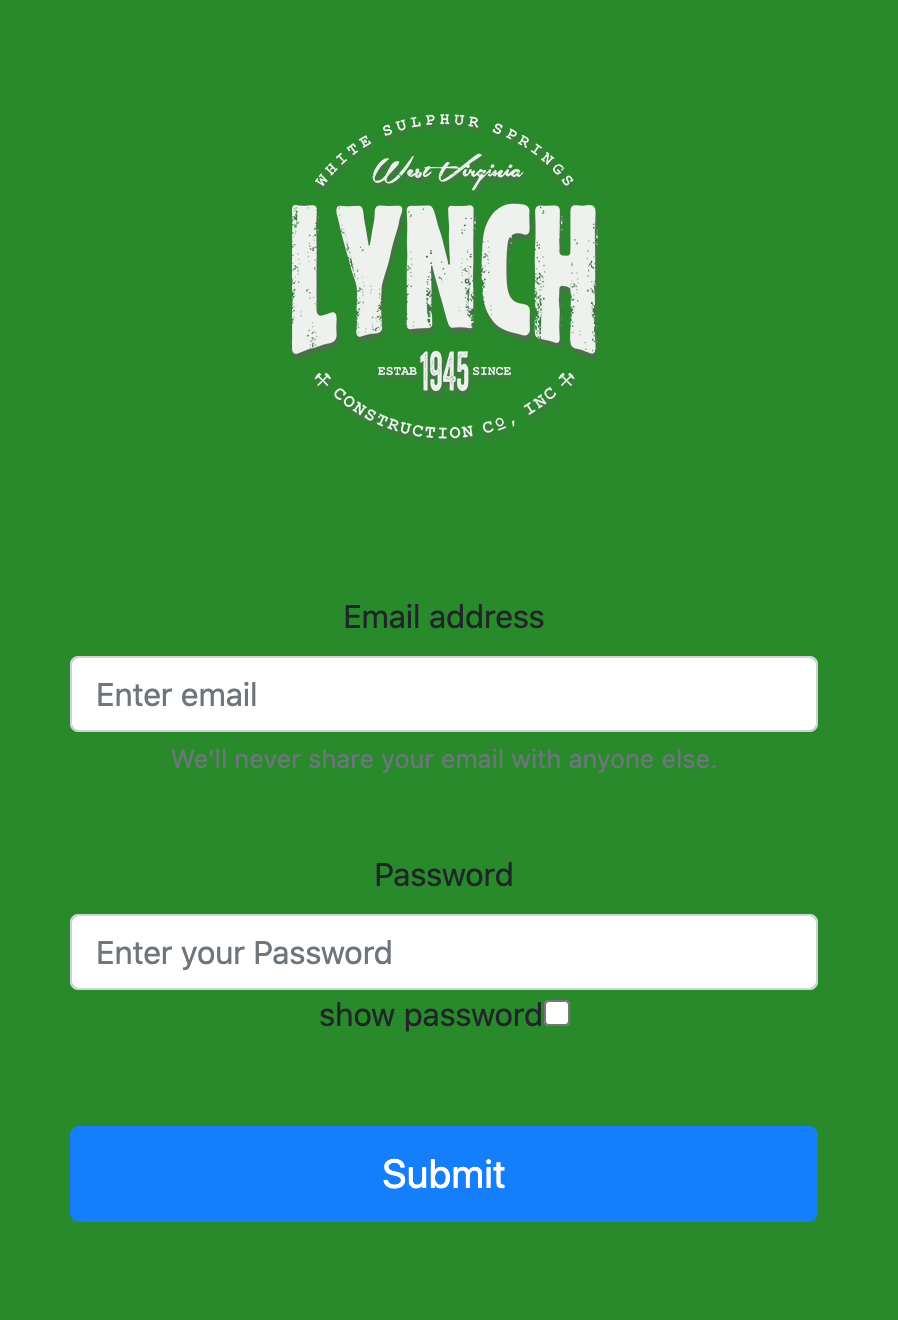 WHITE SULPHUR SPRINGS
West Virginia
LYNCH
ESTAB 1945 SINCE
CONSTRUCTION Cº, INC
Email address
Enter email
We'll never share your email with anyone else.
Password
Enter your Password
show password
Submit